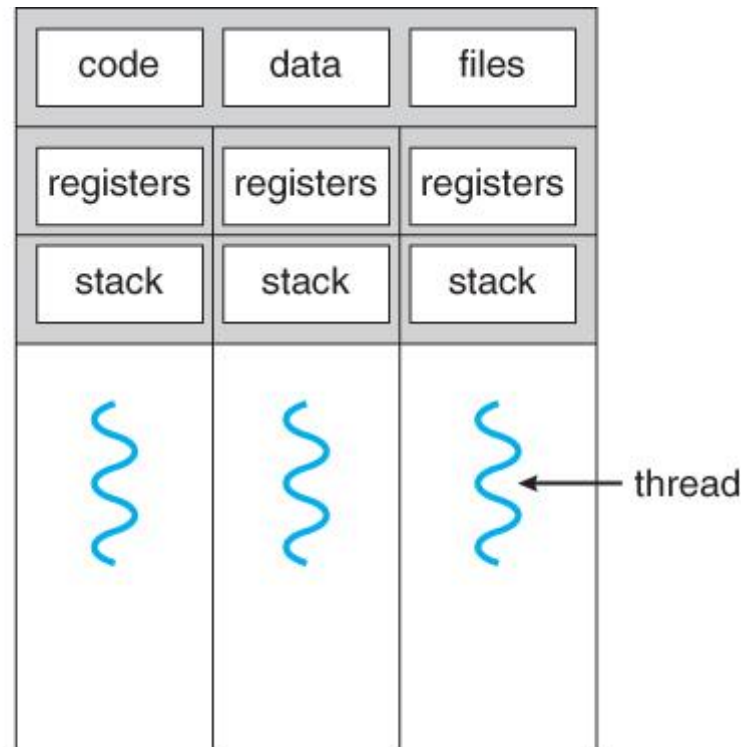 code data files
registers registers registers
stack stack stack
thread